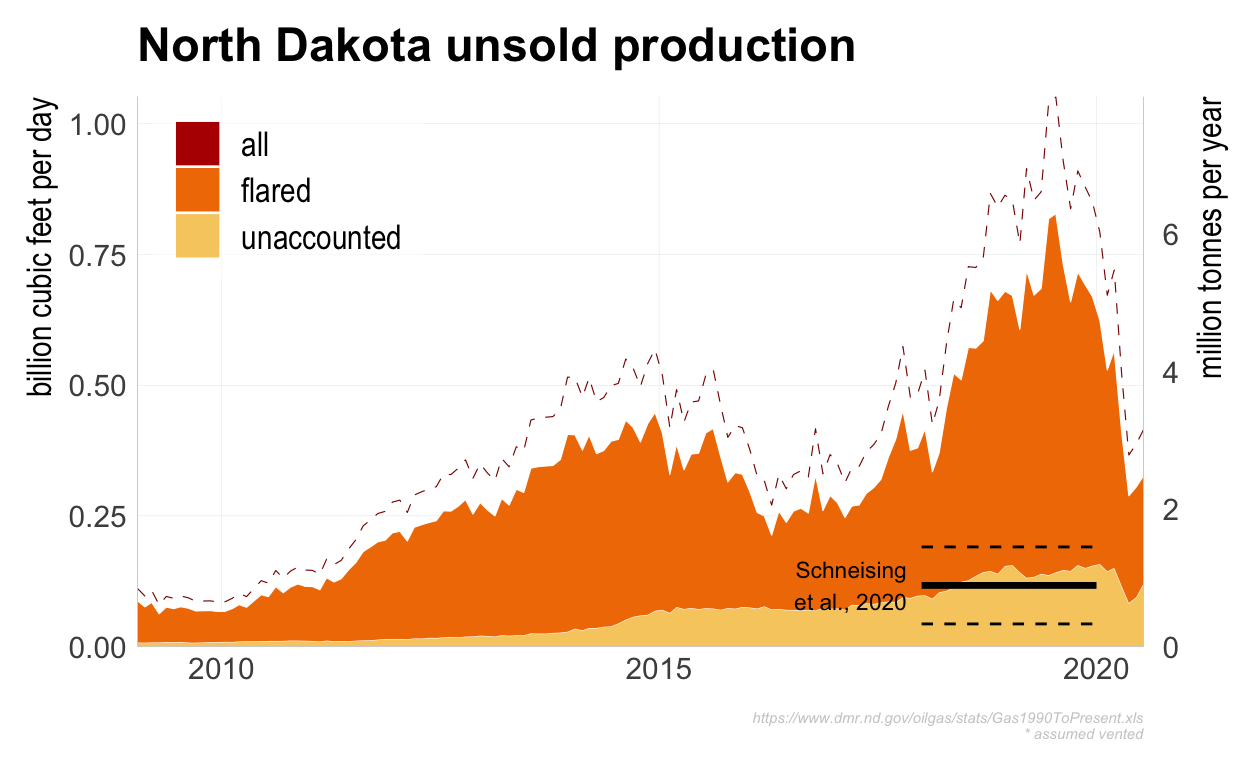 North Dakota unsold production
billion cubic feet per day
million tonnes per year
1.00
0.75
0.50
0.25
0.00
all
flared
unaccounted
6
4
2
0
Schneising
et al., 2020
2010
2015
2020
https://www.dmr.nd.gov/oilgas/stats/Gas1990ToPresent.xls
* assumed vented